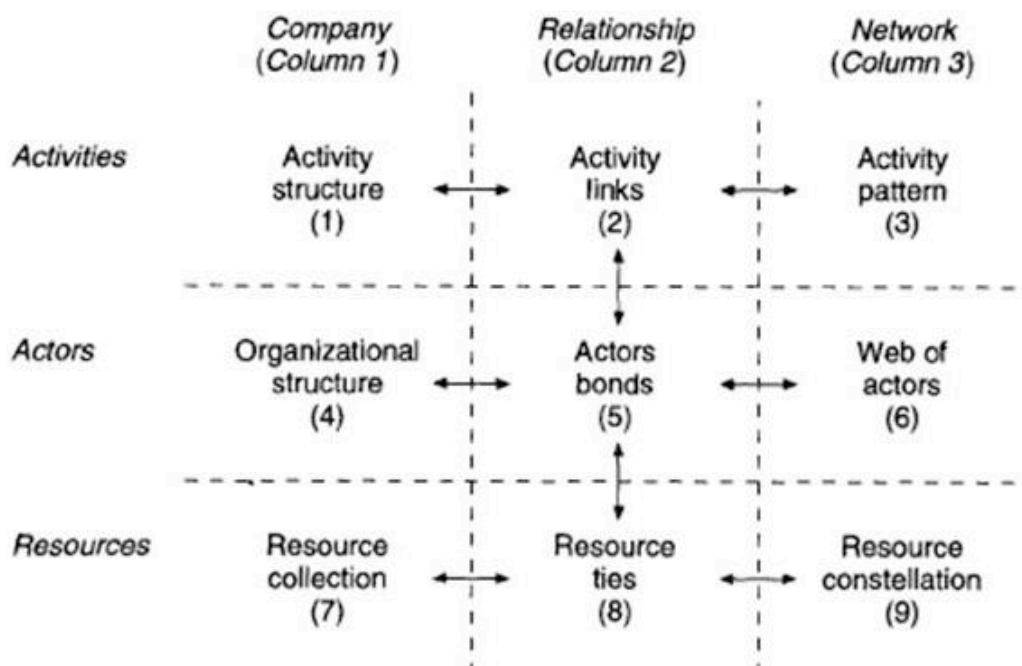 Company
(Column 1)
Relationship
(Column 2)
Network
(Column 3)
Activities
Activity
structure
(1)
Activity
links
(2)
Activity
pattern
(3)
Actors
Organizational
structure
(4)
Actors
bonds
(5)
Web of
actors
(6)
Resources
Resource
collection
(7)
Resource
ties
(8)
Resource
constellation
(9)